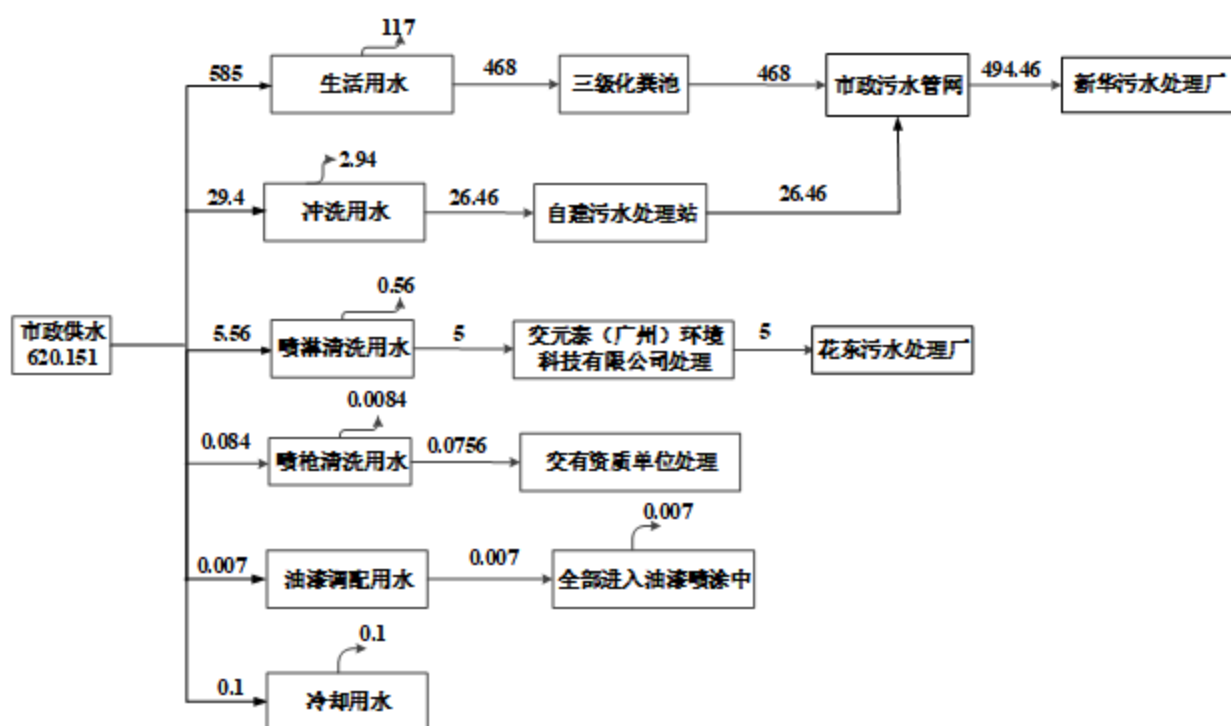 117
585
生活用水
468
三级化粪池
468
市政污水管网
494.46
新华污水处理厂
2.94
29.4
冲洗用水
26.46
自建污水处理站
26.46
市政供水
620.151
0.56
5.56
喷淋清洗用水
5
交元泰（广州）环境
科技有限公司处理
5
花东污水处理厂
0.0084
0.084
喷枪清洗用水
0.0756
交有资质单位处理
0.007
0.007
油漆调配用水
0.007
全部进入油漆喷涂中
0.1
0.1
冷却用水